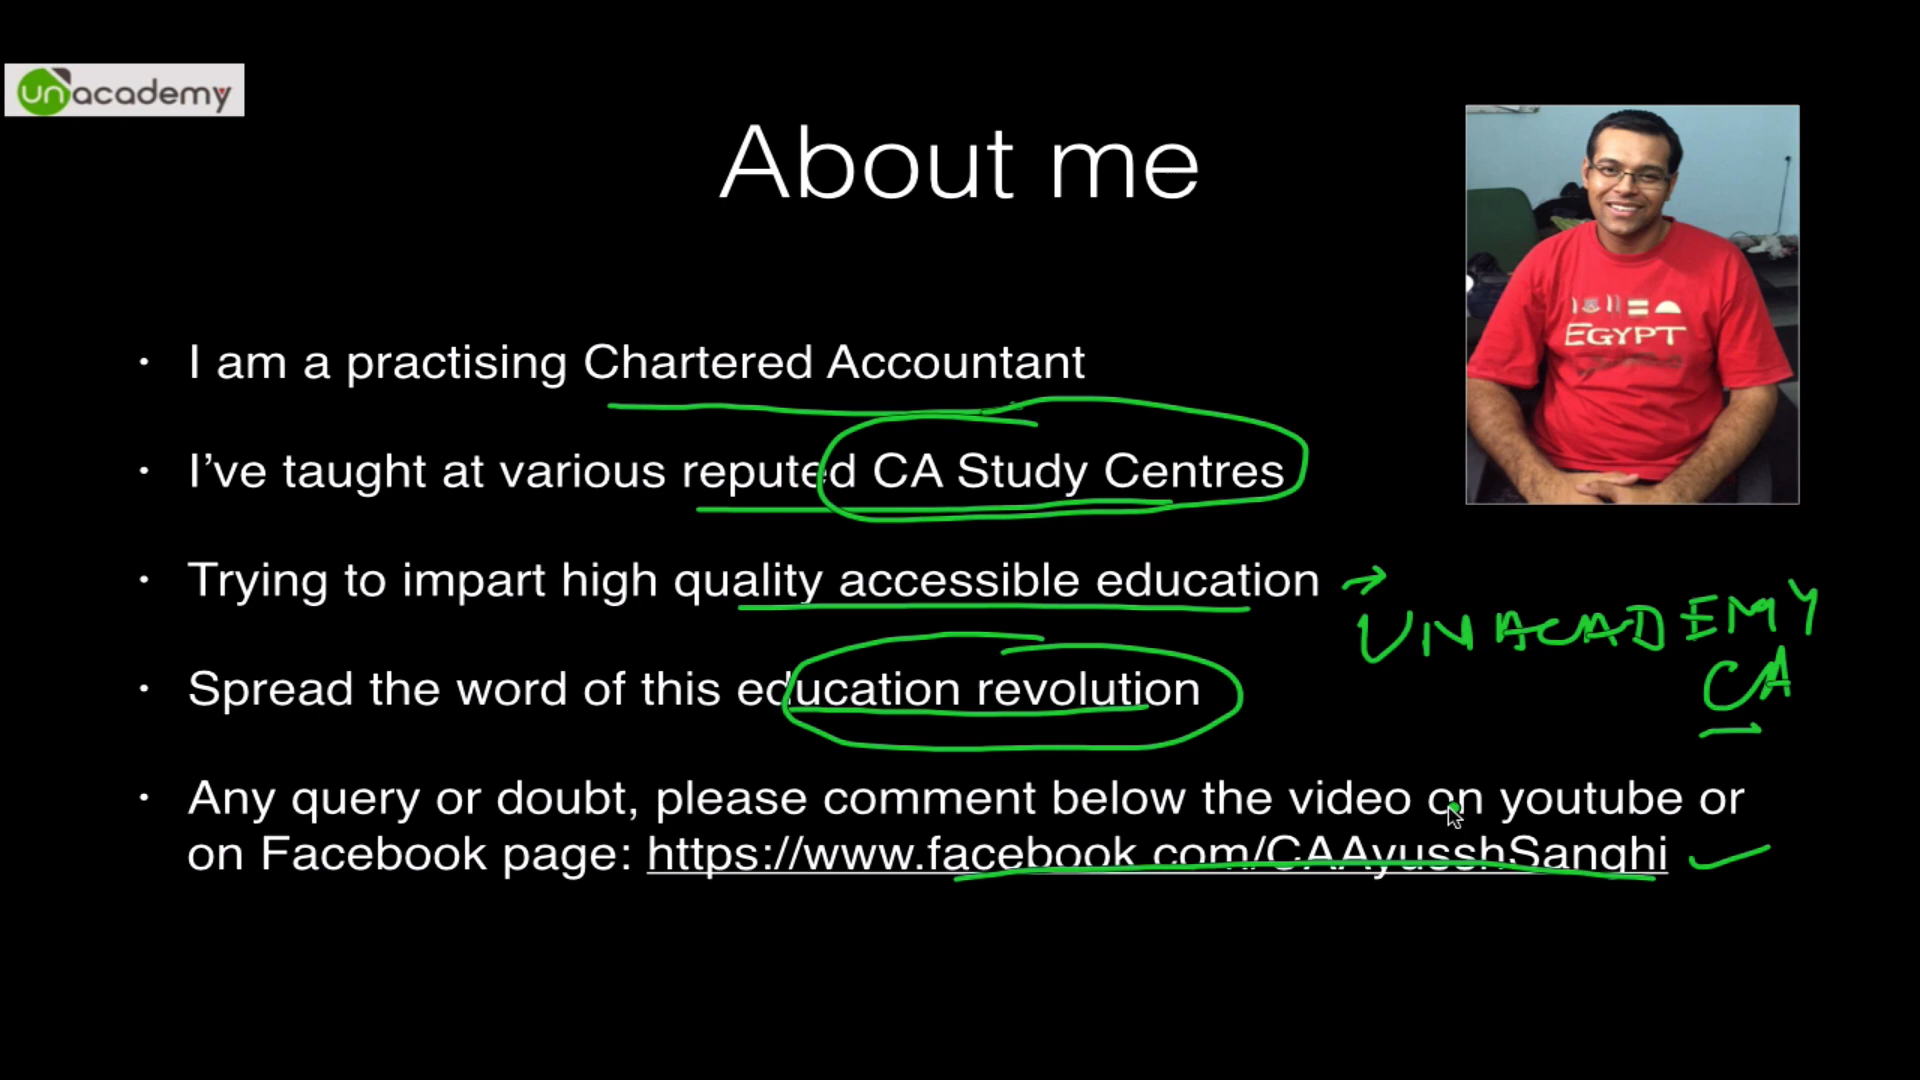 unacademy
About me
EGYPT
• I am a practising Chartered Accountant
• I've taught at various reputed CA Study Centres
• Trying to impart high quality accessible education →
UNACADEMY
• Spread the word of this education revolution
CA
• Any query or doubt, please comment below the video on youtube or
on Facebook page: https://www.facebook.com/CAAyusshSanghi